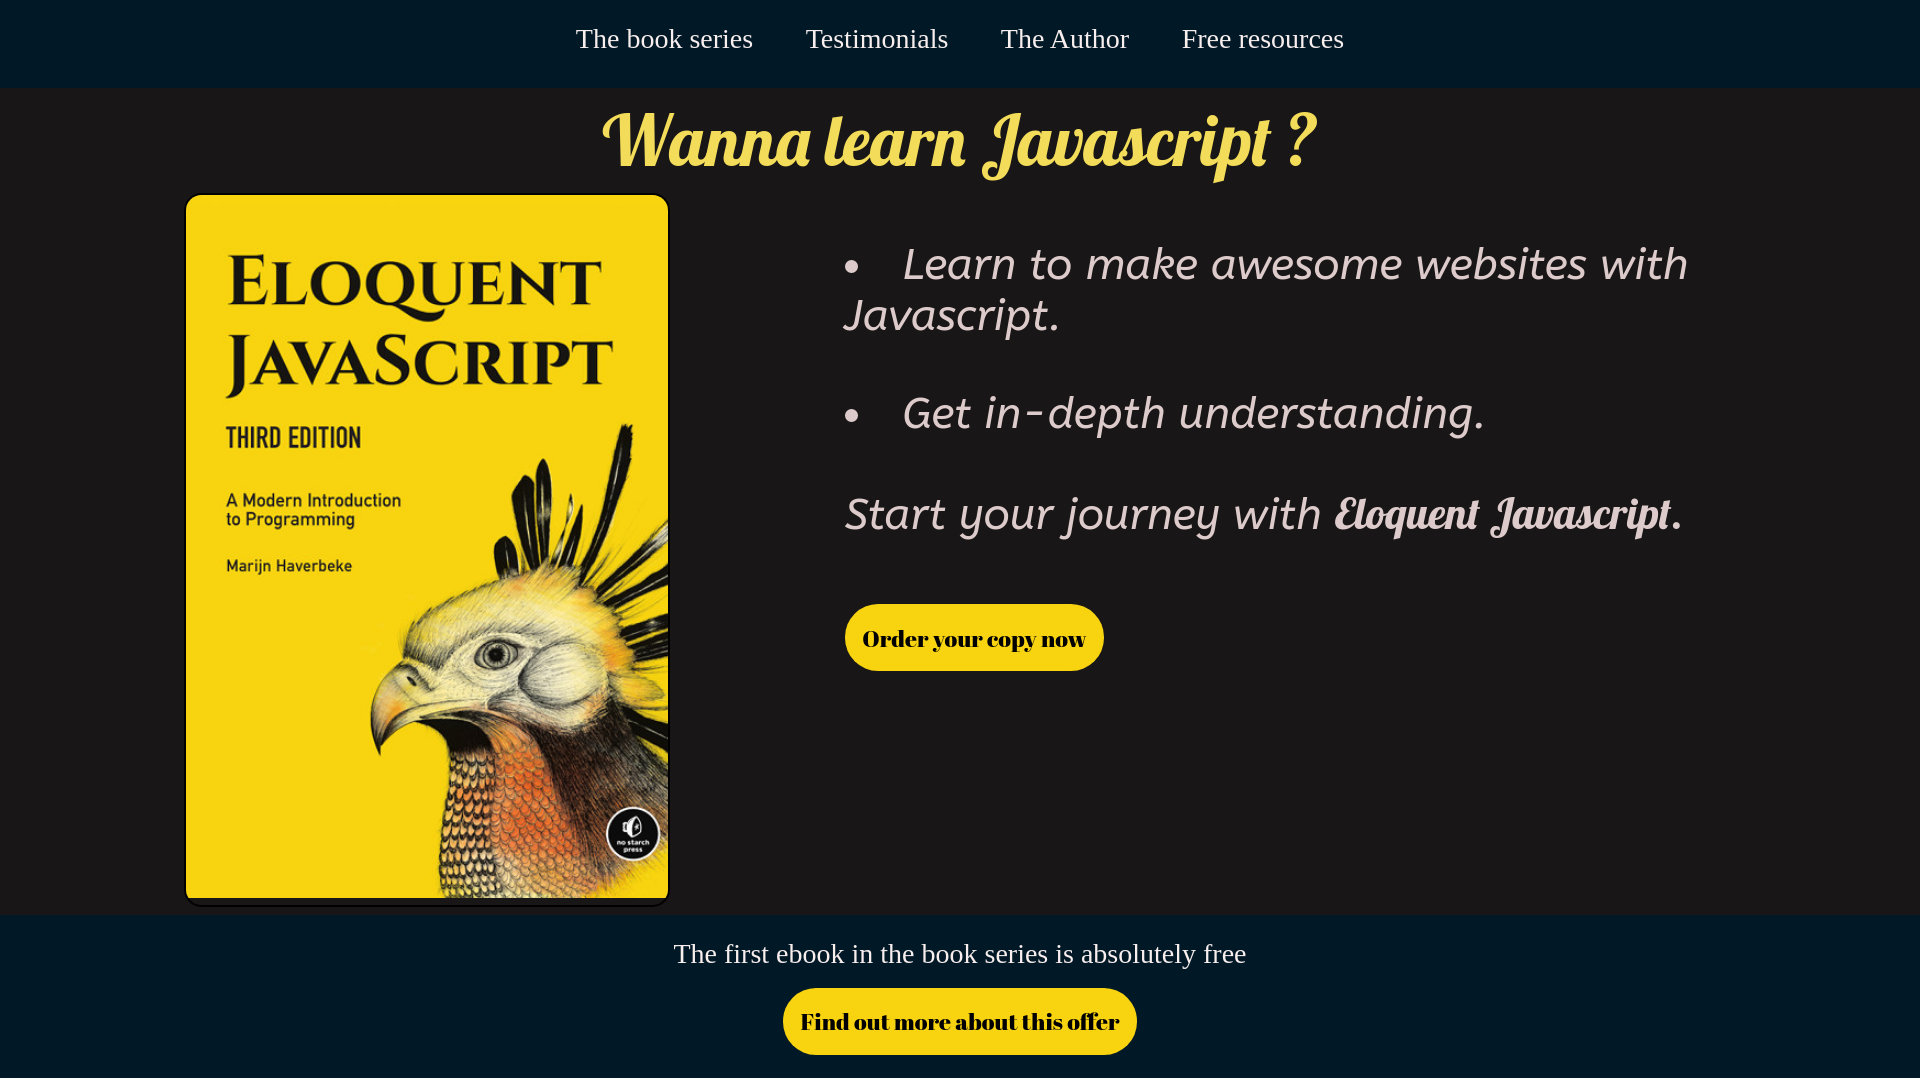 The book series Testimonials The Author Free resources
Wanna learn Javascript ?
ELOQUENT
JAVASCRIPT
THIRD EDITION
A Modern Introduction
to Programming
Marijn Haverbeke
no starch
press
• Learn to make awesome websites with
Javascript.
• Get in-depth understanding.
Start your journey with Eloquent Javascript.
Order your copy now
The first ebook in the book series is absolutely free
Find out more about this offer